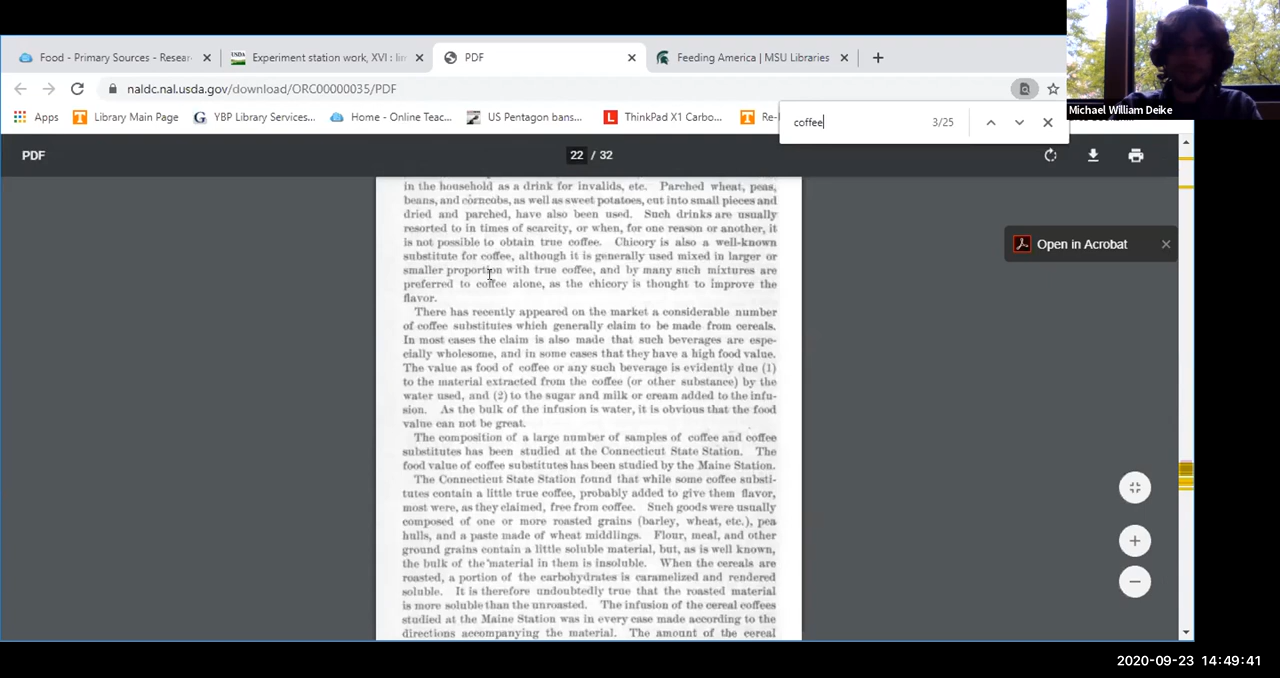 Food - Primary Sources - Resear
Experiment station work, XVI : lin
PDF
Feeding America | MSU Libraries
Michael William Deike
naldc.nal.usda.gov/download/ORC00000035/PDF
Apps
Library Main Page
YBP Library Services...
Home - Online Teac...
US Pentagon bans...
ThinkPad X1 Carbo...
coffee
3/25
PDF
22 / 32
Open in Acrobat
in the household as a drink for invalids, etc. Parched wheat, peas,
beans, and corncobs, as well as sweet potatoes, cut into small pieces and
dried and parched, have also been used. Such drinks are usually
resorted to in times of scarcity, or when, for one reason or another, it
is not possible to obtain true coffee. Chicory is also a well-known
substitute for coffee, although it is generally used mixed in larger or
smaller proportion with true coffee, and by many such mixtures are
preferred to coffee alone, as the chicory is thought to improve the
flavor.
There has recently appeared on the market a considerable number
of coffee substitutes which generally claim to be made from cereals.
In most cases the claim is also made that such beverages are espe-
cially wholesome, and in some cases that they have a high food value.
The value as food of coffee or any such beverage is evidently due (1)
to the material extracted from the coffee (or other substance) by the
water used, and (2) to the sugar and milk or cream added to the infu-
sion. As the bulk of the infusion is water, it is obvious that the food
value can not be great.
The composition of a large number of samples of coffee and coffee
substitutes has been studied at the Connecticut State Station. The
food value of coffee substitutes has been studied by the Maine Station.
The Connecticut State Station found that while some coffee substi-
tutes contain a little true coffee, probably added to give them flavor,
most were, as they claimed, free from coffee. Such goods were usually
composed of one or more roasted grains (barley, wheat, etc.), pea
hulls, and a paste made of wheat middlings. Flour, meal, and other
ground grains contain a little soluble material, but, as is well known,
the bulk of the material in them is insoluble. When the cereals are
roasted, a portion of the carbohydrates is caramelized and rendered
soluble. It is therefore undoubtedly true that the roasted material
is more soluble than the unroasted. The infusion of the cereal coffees
studied at the Maine Station was in every case made according to the
directions accompanying the material. The amount of the cereal
2020-09-23 14:49:41